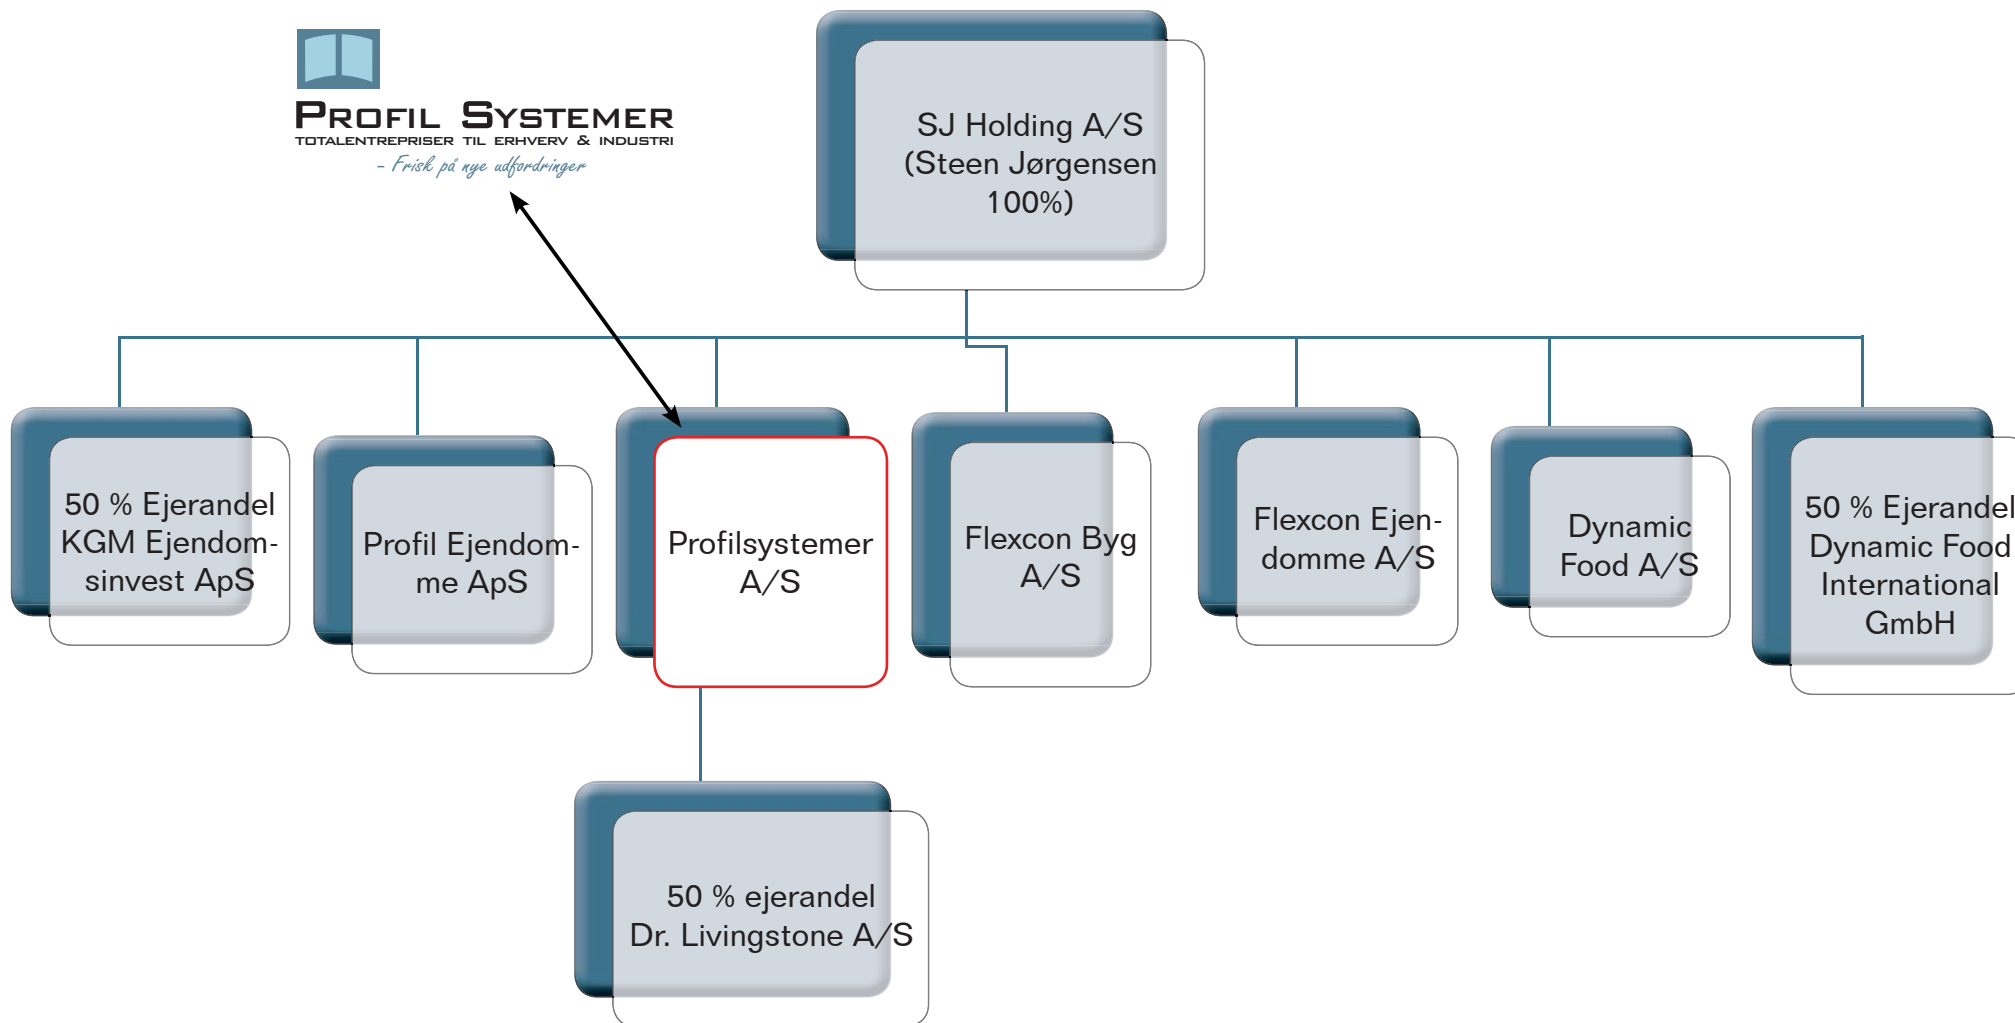 PROFIL SYSTEMER
TOTALENTREPRISER TIL ERHVERV & INDUSTRI
- Frisk på nye udfordringer
SJ Holding A/S
(Steen Jørgensen
100%)
50 % Ejerandel
KGM Ejendom-
sinvest ApS
Profil Ejendom-
me ApS
Profilsystemer
A/S
Flexcon Byg
A/S
Flexcon Ejen-
domme A/S
Dynamic
Food A/S
50 % Ejerandel
Dynamic Food
International
GmbH
50 % ejerandel
Dr. Livingstone A/S